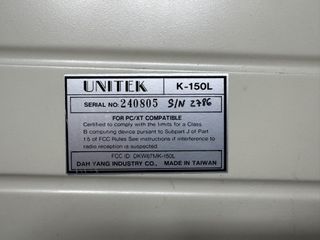 UNITEK K-150L
SERIAL NO: 240805 S/N 2786
FOR PC/XT COMPATIBLE
Certified to comply with the limits for a Class
B computing device pursuant to Subpart J of Part
15 of FCC Rules See instructions if interference to
radio reception is suspected.
FCC ID: DKW67MK-150L
DAH YANG INDUSTRY CO., MADE IN TAIWAN